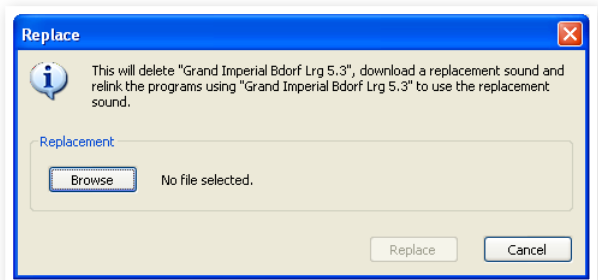 Replace
This will delete "Grand Imperial Bdorf Lrg 5.3", download a replacement sound and
relink the programs using "Grand Imperial Bdorf Lrg 5.3" to use the replacement
sound.
Replacement
Browse No file selected.
Replace Cancel